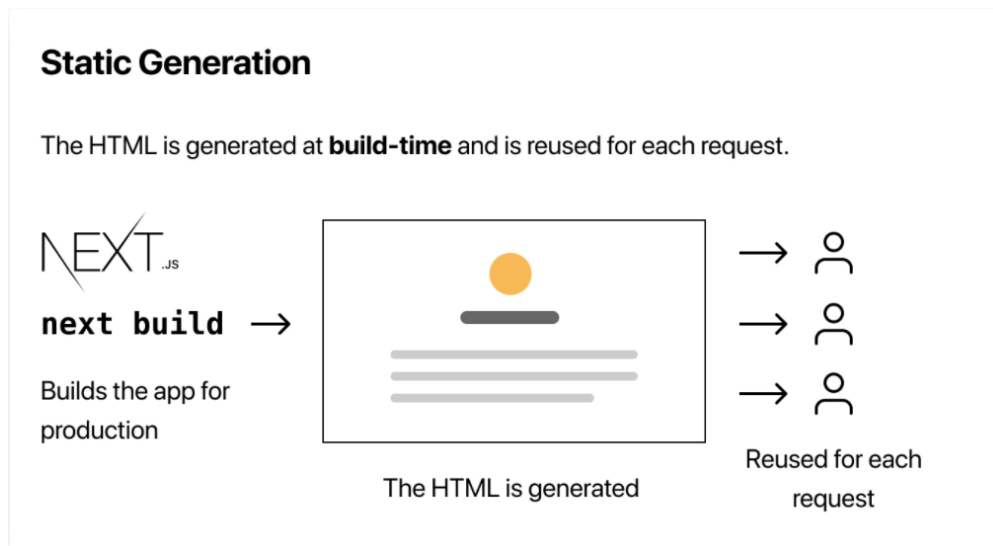 Static Generation
The HTML is generated at build-time and is reused for each request.
NEXT.JS
next build
Builds the app for
production
The HTML is generated
Reused for each
request